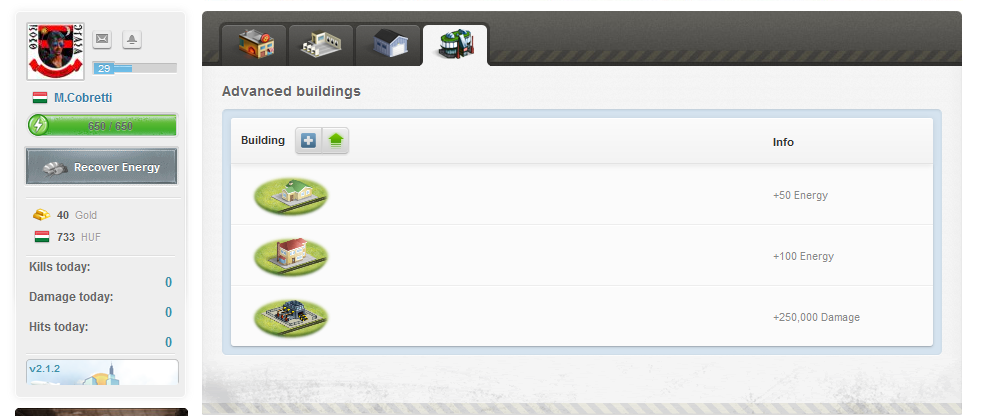 29
M.Cobretti
650 / 650
Recover Energy
40 Gold
733 HUF
Kills today:
0
Damage today:
0
Hits today:
0
v2.1.2
Advanced buildings
Building
Info
+50 Energy
+100 Energy
+250,000 Damage